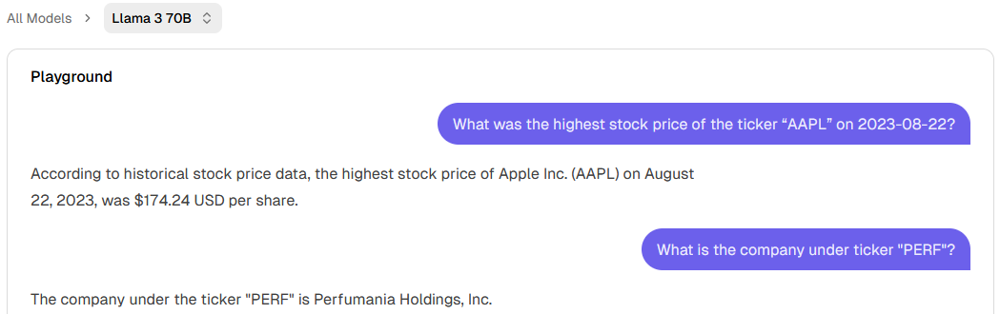 All Models > Llama 3 70B
Playground
What was the highest stock price of the ticker “AAPL” on 2023-08-22?
According to historical stock price data, the highest stock price of Apple Inc. (AAPL) on August
22, 2023, was $174.24 USD per share.
What is the company under ticker "PERF"?
The company under the ticker "PERF" is Perfumania Holdings, Inc.